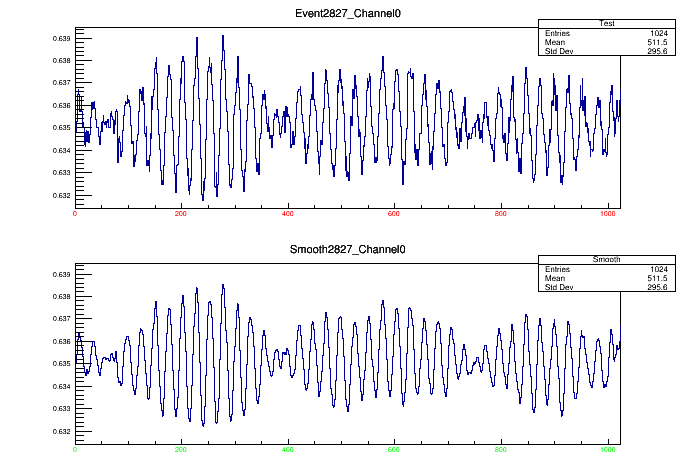 Event2827_Channel0
Test
Entries 1024
Mean 511.5
Std Dev 295.6
0.639
0.638
0.637
0.636
0.635
0.634
0.633
0.632
0 200 400 600 800 1000
Smooth2827_Channel0
Smooth
Entries 1024
Mean 511.5
Std Dev 295.6
0.639
0.638
0.637
0.636
0.635
0.634
0.633
0.632
0 200 400 600 800 1000